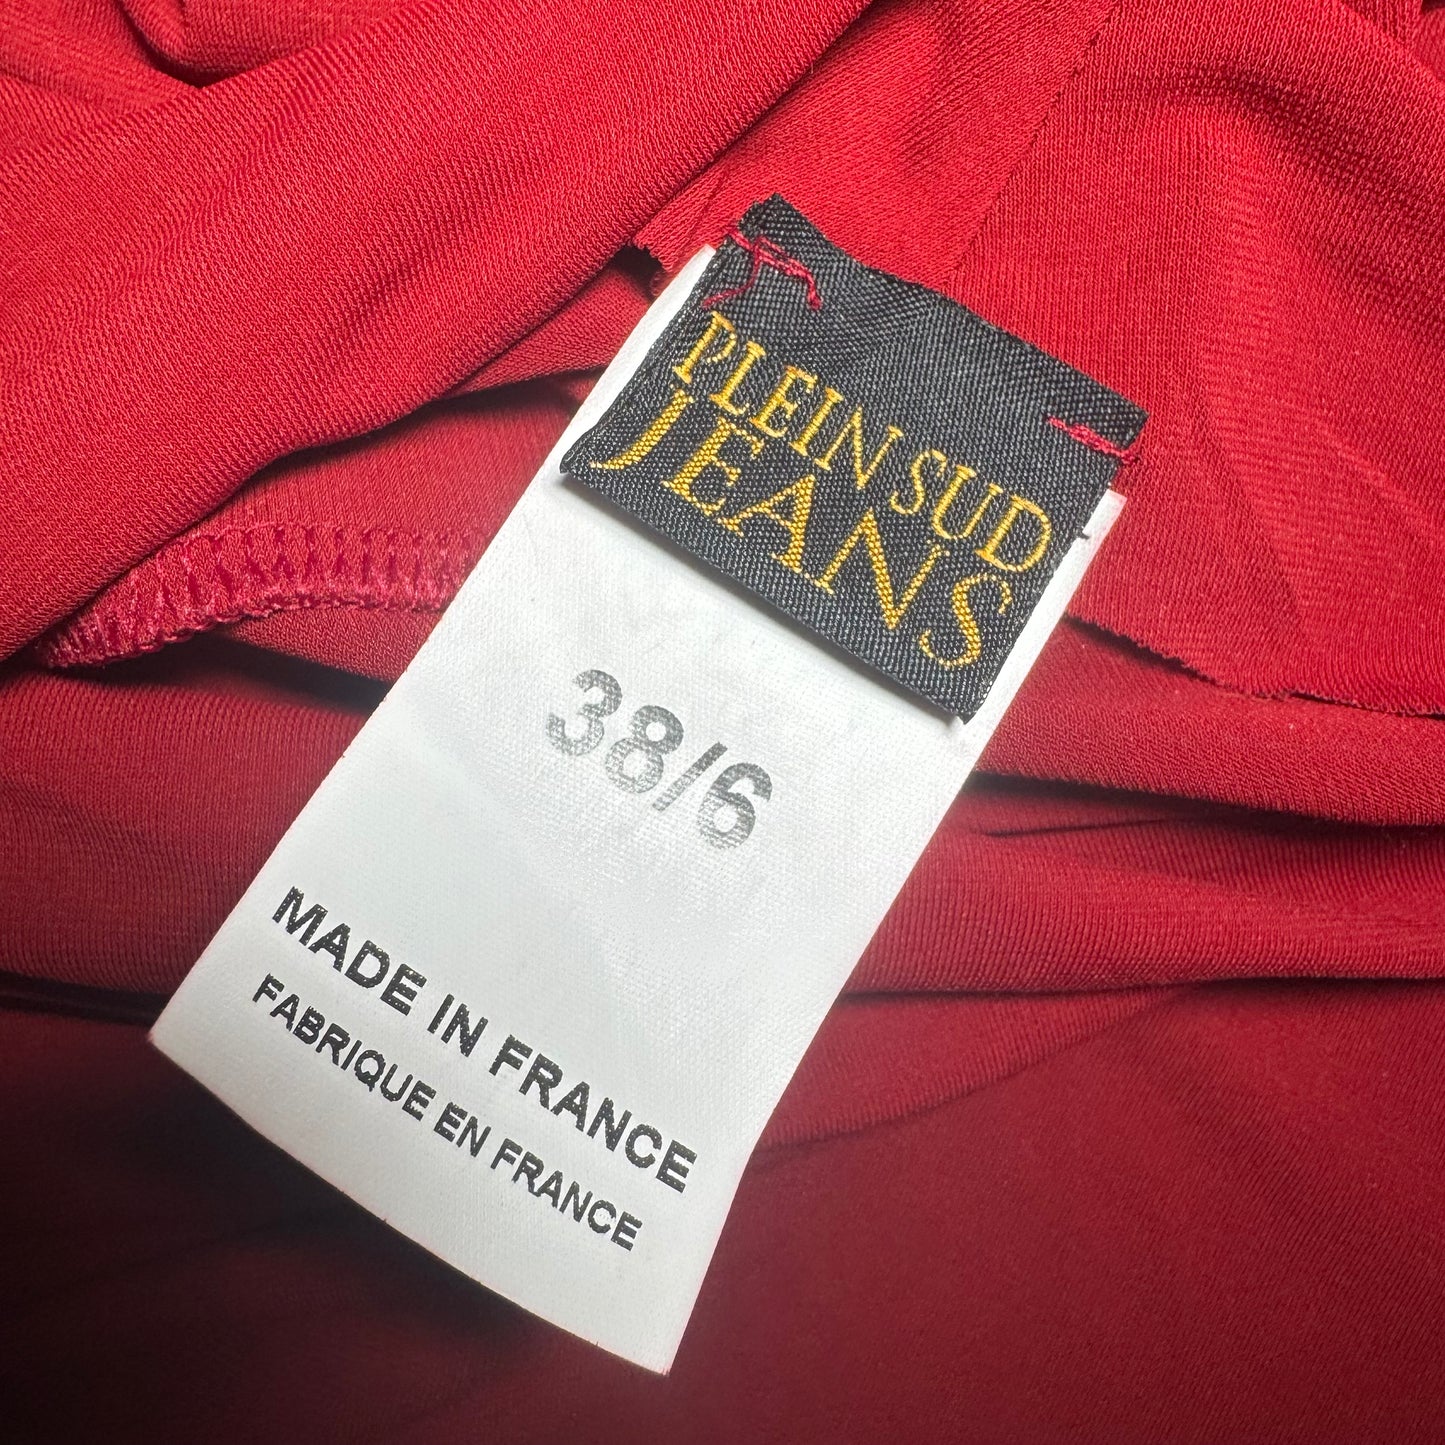 PLEIN SUD
JEANS
38/6
MADE IN FRANCE
FABRIQUE EN FRANCE